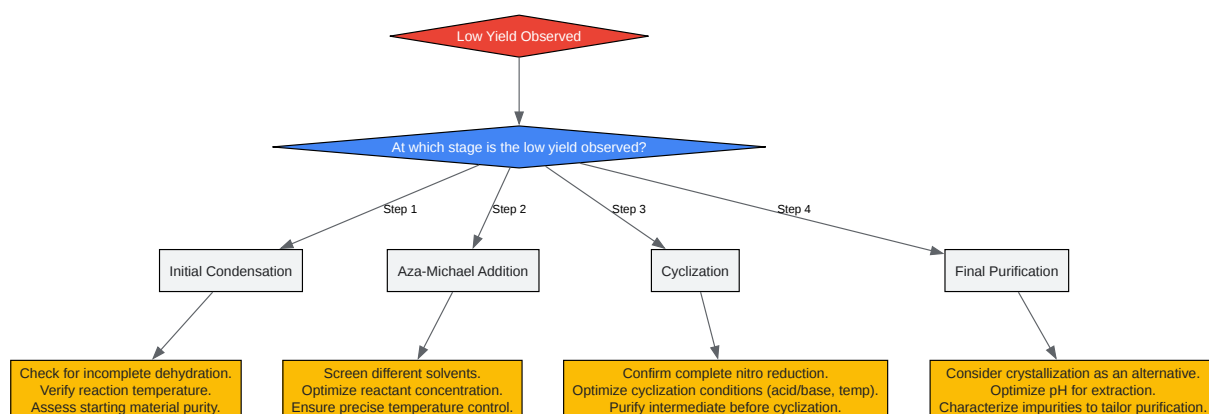 Low Yield Observed
At which stage is the low yield observed?
Step 1
Step 2
Step 3
Step 4
Initial Condensation
Aza-Michael Addition
Cyclization
Final Purification
Check for incomplete dehydration.
Verify reaction temperature.
Assess starting material purity.
Screen different solvents.
Optimize reactant concentration.
Ensure precise temperature control.
Confirm complete nitro reduction.
Optimize cyclization conditions (acid/base, temp).
Purify intermediate before cyclization.
Consider crystallization as an alternative.
Optimize pH for extraction.
Characterize impurities to tailor purification.